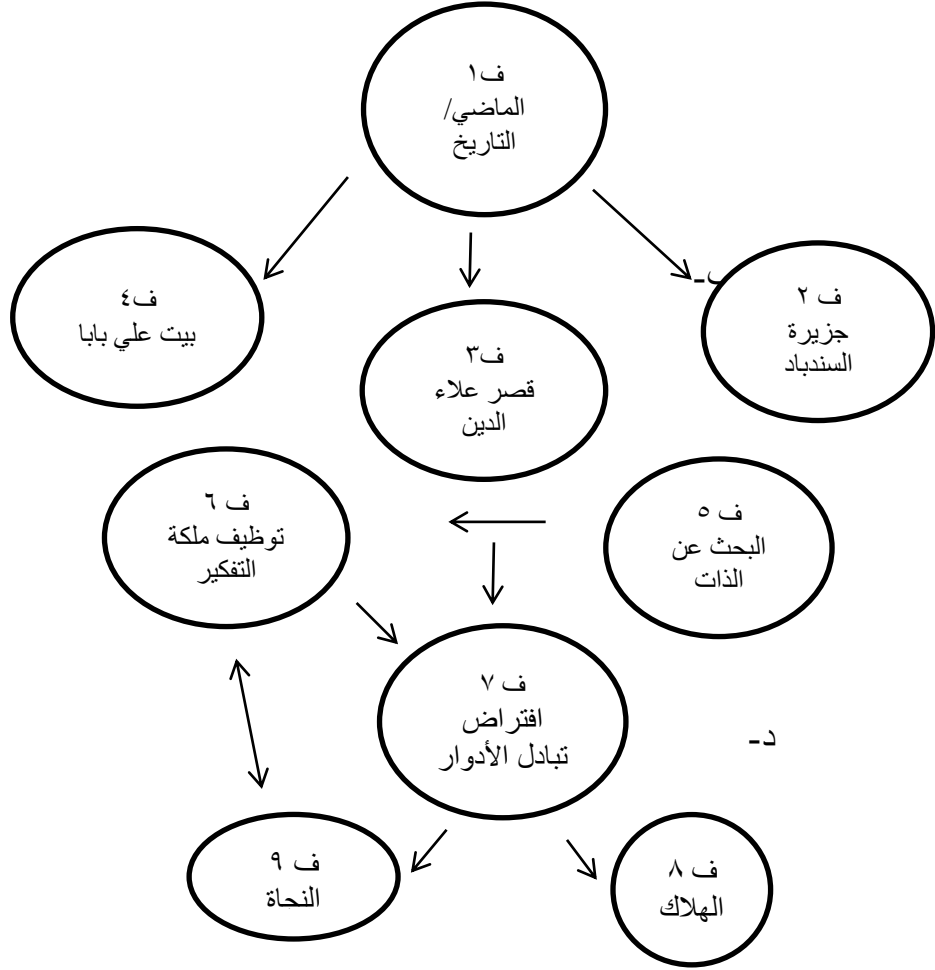 ف١
الماضي/
التاريخ
ب-
ف ٢
جزيرة
السندباد
ف٣
قصر علاء
الدين
ف٤
بيت علي بابا
ف ٥
البحث عن
الذات
ف ٦
توظيف ملكة
التفكير
ف ٧
افتراض
تبادل الأدوار
د-
ف ٨
الهلاك
ف ٩
النحاة